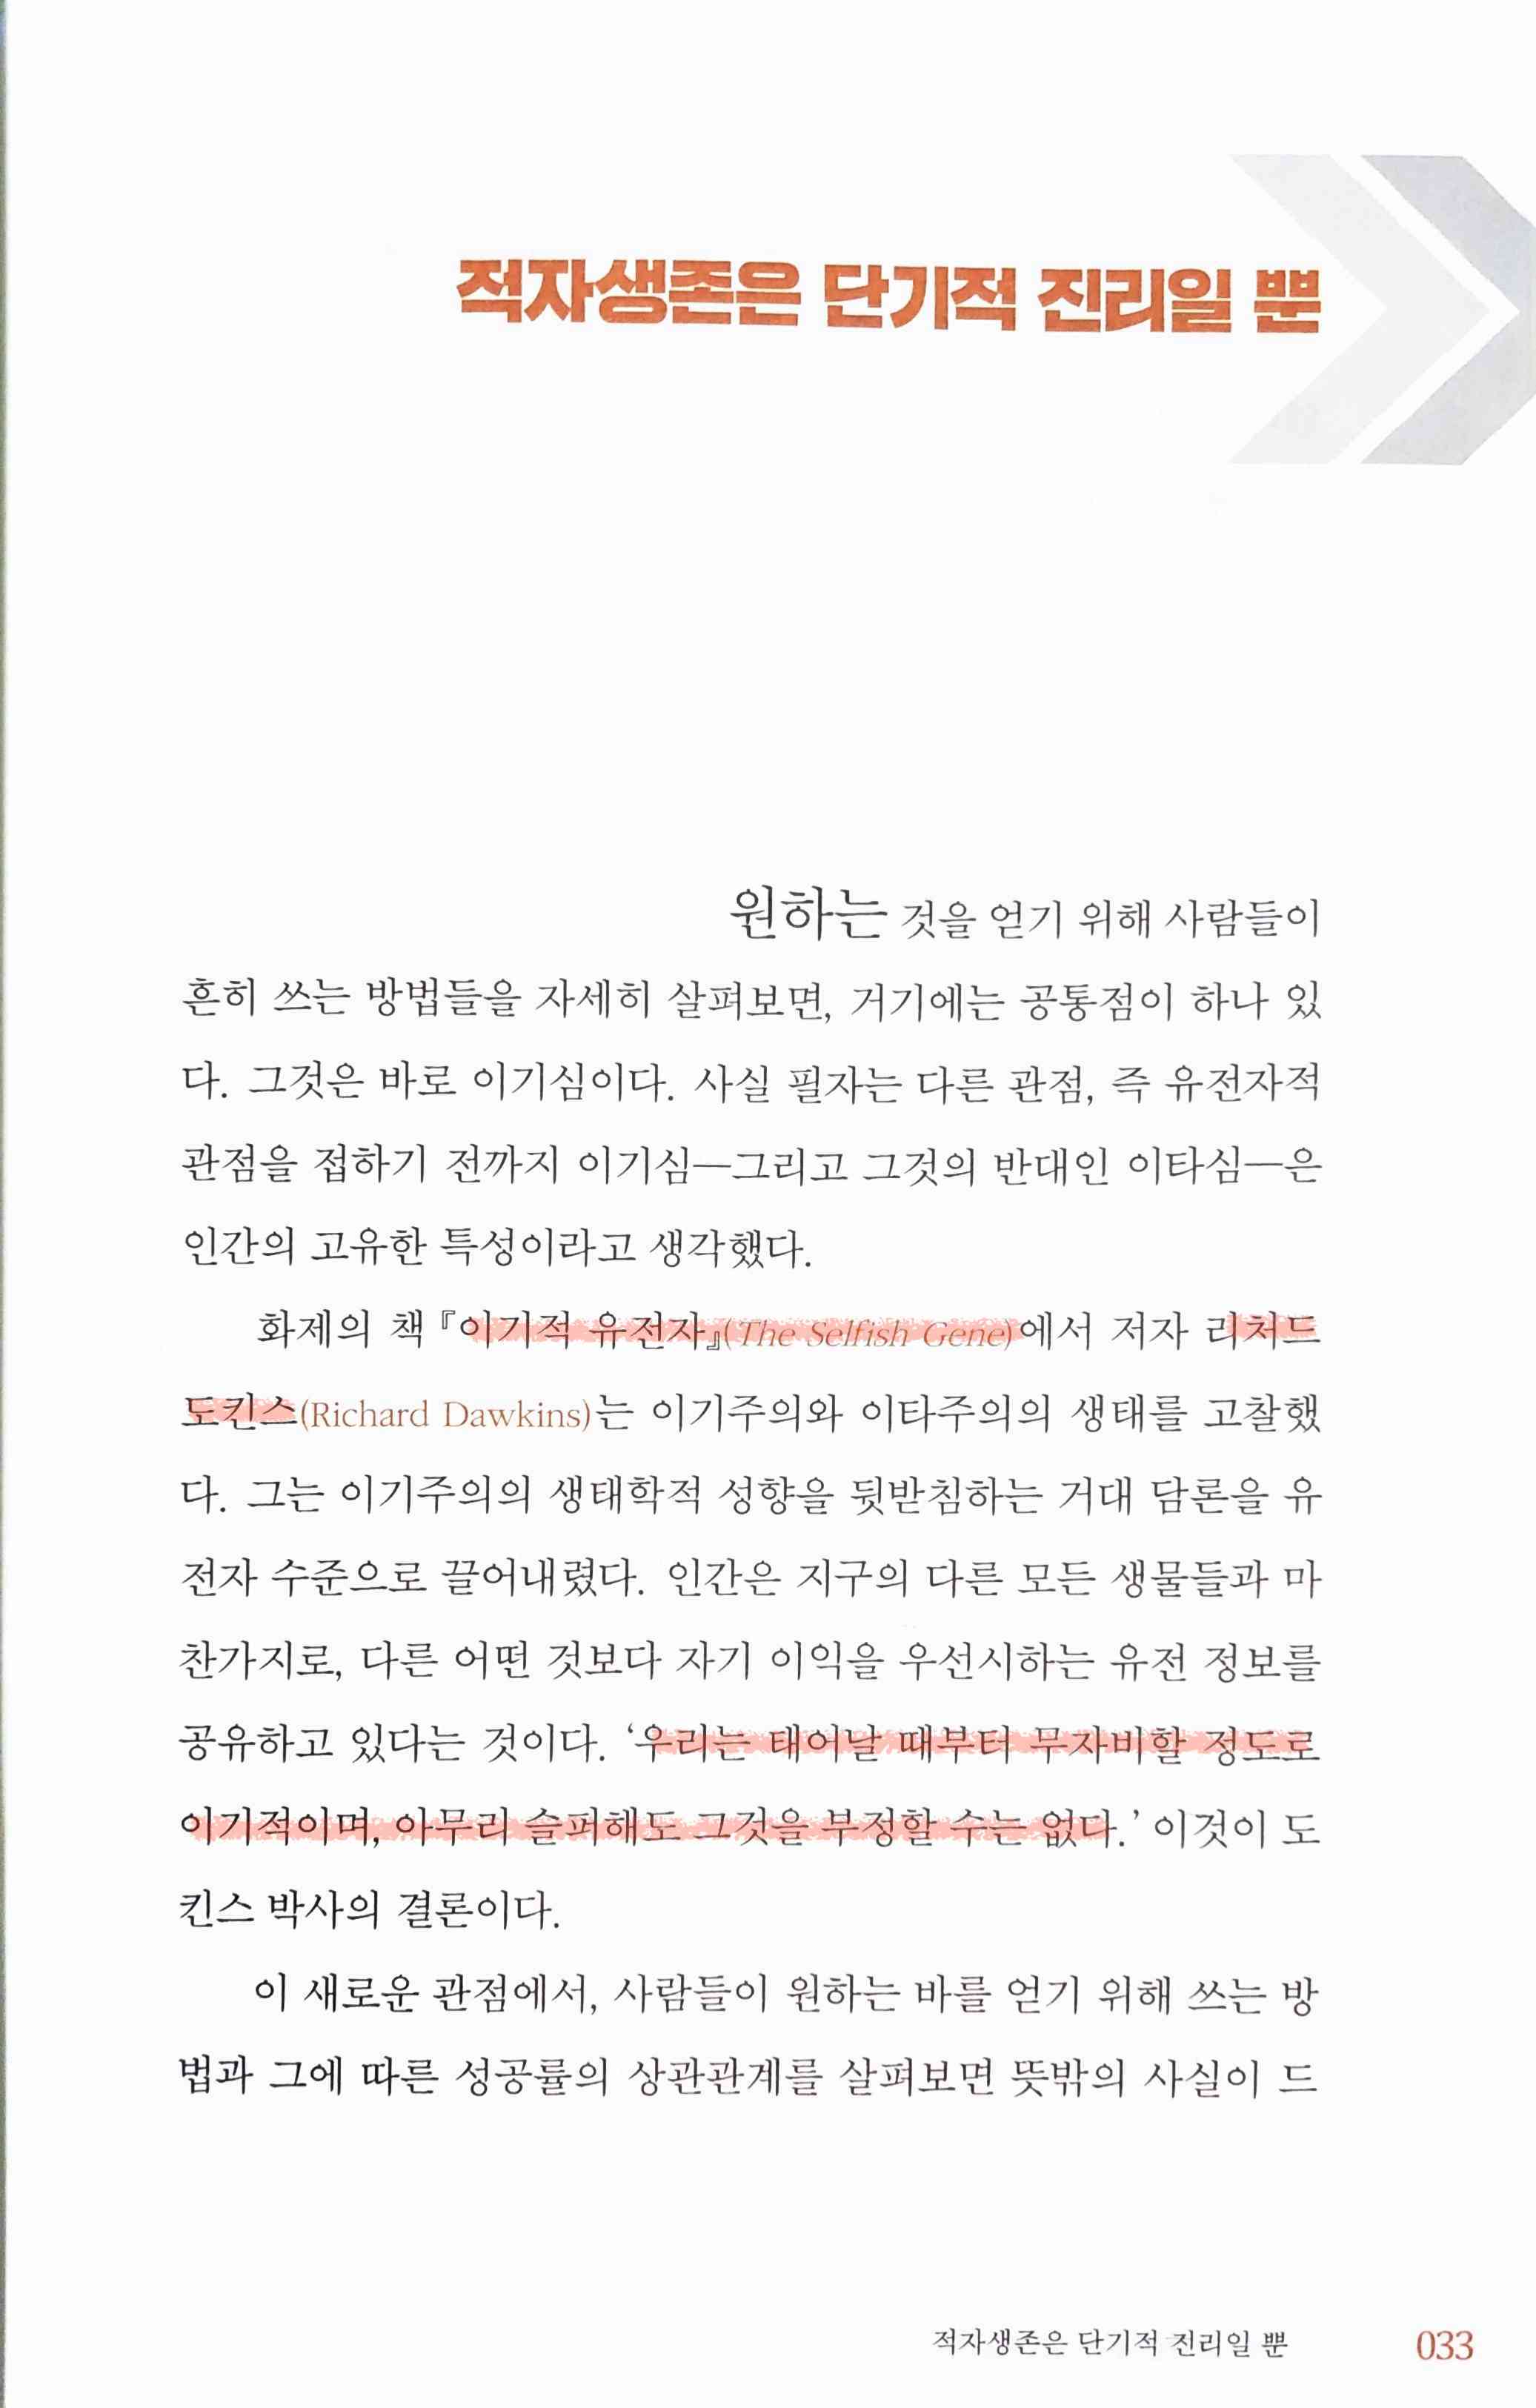 적자생존은 단기적 진리일 뿐
원하는 것을 얻기 위해 사람들이
흔히 쓰는 방법들을 자세히 살펴보면, 거기에는 공통점이 하나 있
다. 그것은 바로 이기심이다. 사실 필자는 다른 관점, 즉 유전자적
관점을 접하기 전까지 이기심—그리고 그것의 반대인 이타심—은
인간의 고유한 특성이라고 생각했다.
화제의 책 『이기적 유전자』(The Selfish Gene)에서 저자 리처드
도킨스(Richard Dawkins)는 이기주의와 이타주의의 생태를 고찰했
다. 그는 이기주의의 생태학적 성향을 뒷받침하는 거대 담론을 유
전자 수준으로 끌어내렸다. 인간은 지구의 다른 모든 생물들과 마
찬가지로, 다른 어떤 것보다 자기 이익을 우선시하는 유전 정보를
공유하고 있다는 것이다. ‘우리는 태어날 때부터 무자비할 정도로
이기적이며, 아무리 슬퍼해도 그것을 부정할 수는 없다.’ 이것이 도
킨스 박사의 결론이다.
이 새로운 관점에서, 사람들이 원하는 바를 얻기 위해 쓰는 방
법과 그에 따른 성공률의 상관관계를 살펴보면 뜻밖의 사실이 드
적자생존은 단기적 진리일 뿐 033